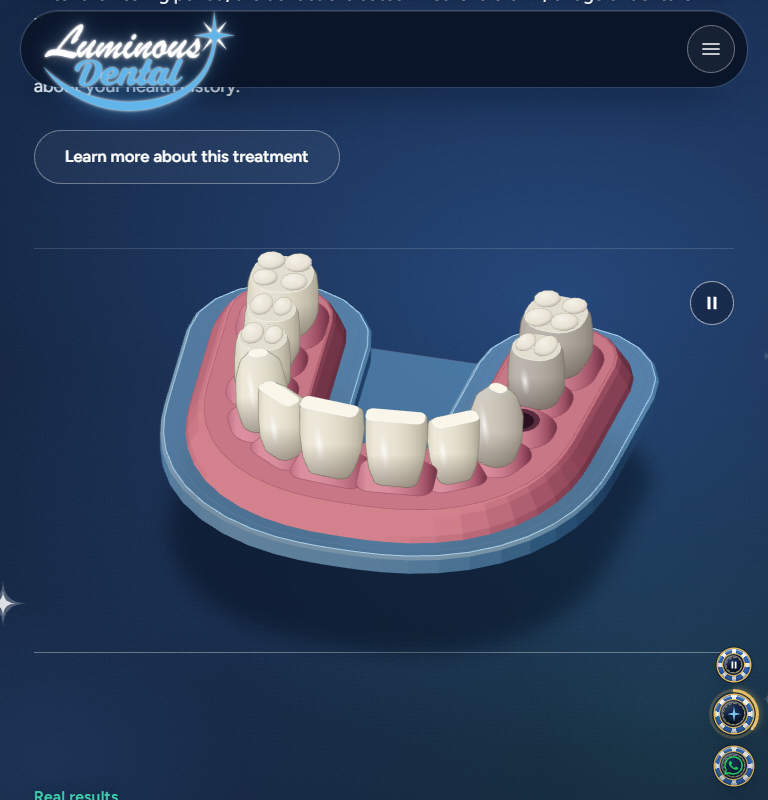 Luminous
Dental
about your health history.
Learn more about this treatment
Real results